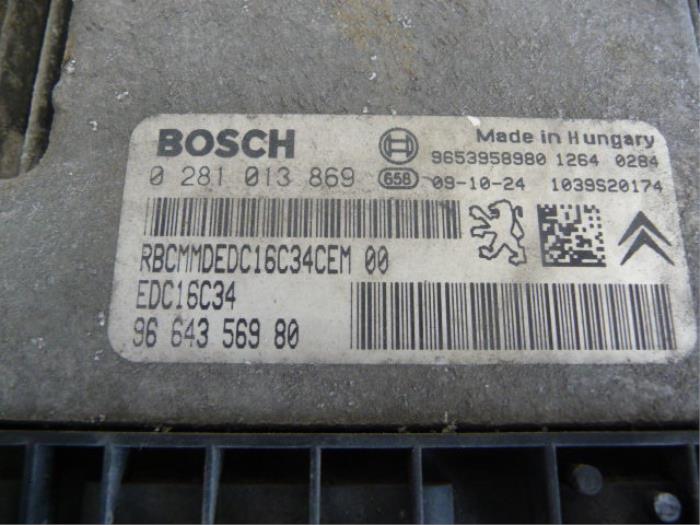 BOSCH
Made in Hungary
9653958980 1264 0284
0 281 013 869
658 09-10-24 1039S20174
RBCMMDEDC16C34CEM 00
EDC16C34
96 643 569 80